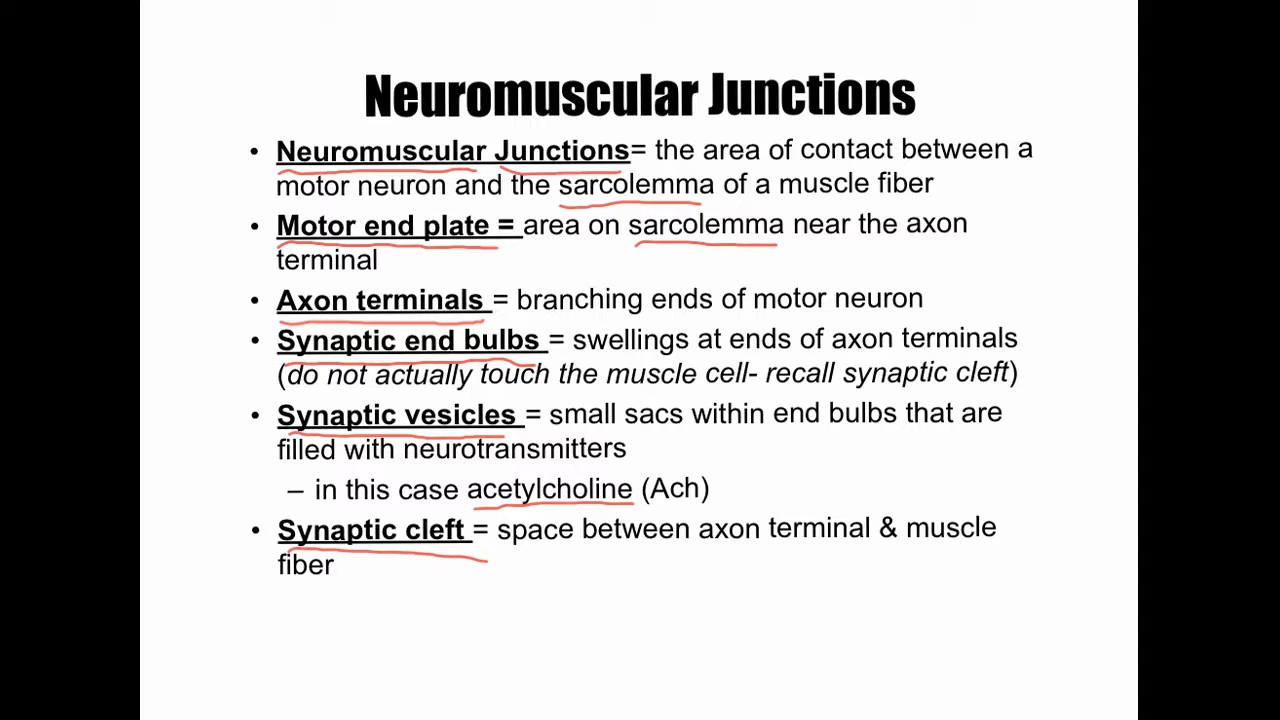 Neuromuscular Junctions
• Neuromuscular Junctions= the area of contact between a
motor neuron and the sarcolemma of a muscle fiber
• Motor end plate = area on sarcolemma near the axon
terminal
• Axon terminals = branching ends of motor neuron
• Synaptic end bulbs = swellings at ends of axon terminals
(do not actually touch the muscle cell- recall synaptic cleft)
• Synaptic vesicles = small sacs within end bulbs that are
filled with neurotransmitters
– in this case acetylcholine (Ach)
• Synaptic cleft = space between axon terminal & muscle
fiber